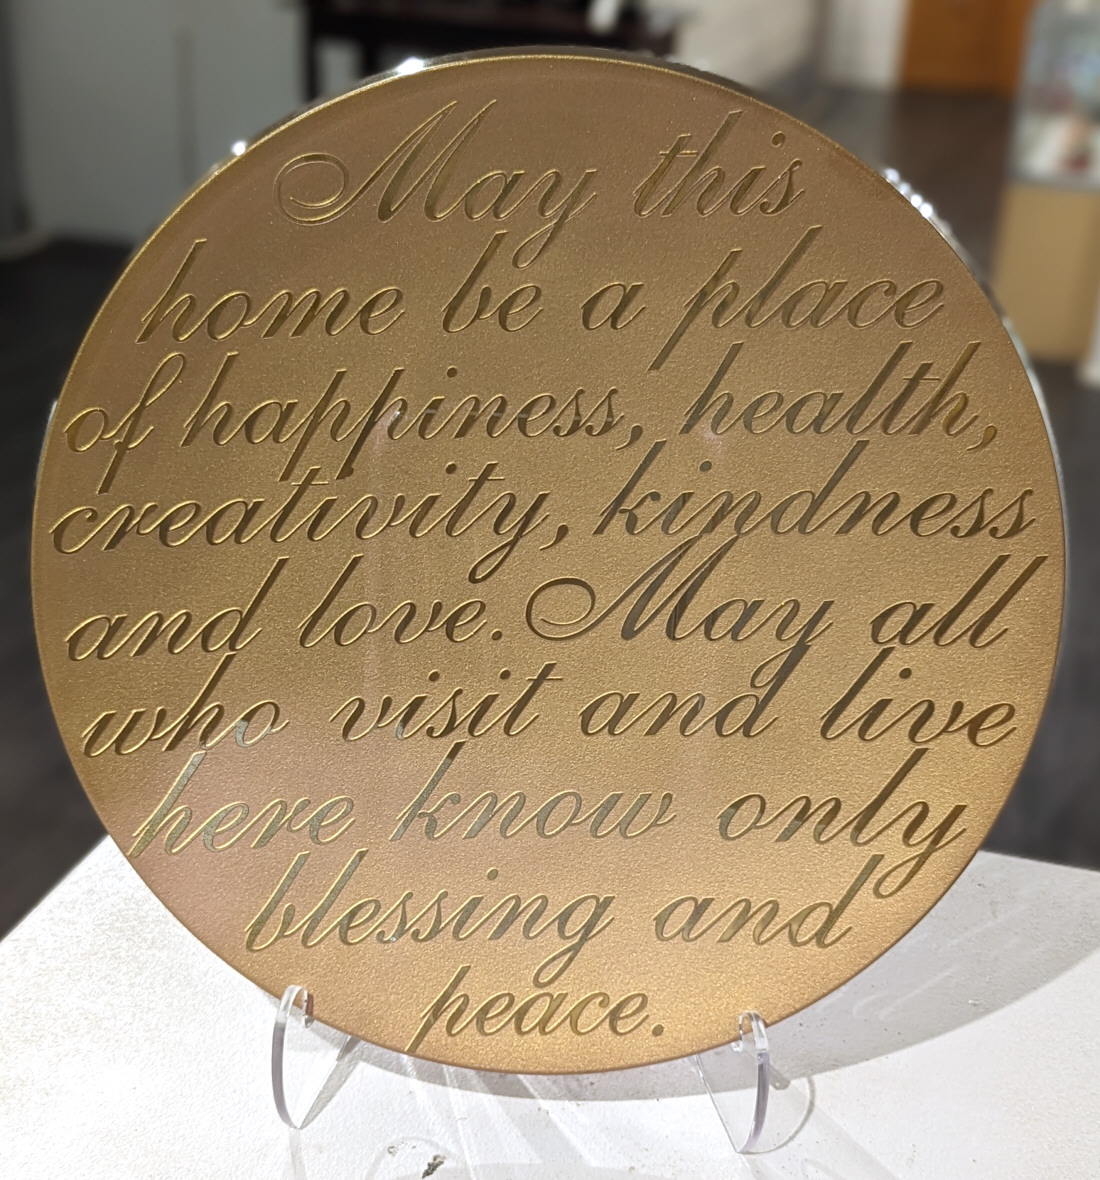 May this
home be a place
of happiness, health,
creativity, kindness
and love. May all
who visit and live
here know only
blessing and
peace.